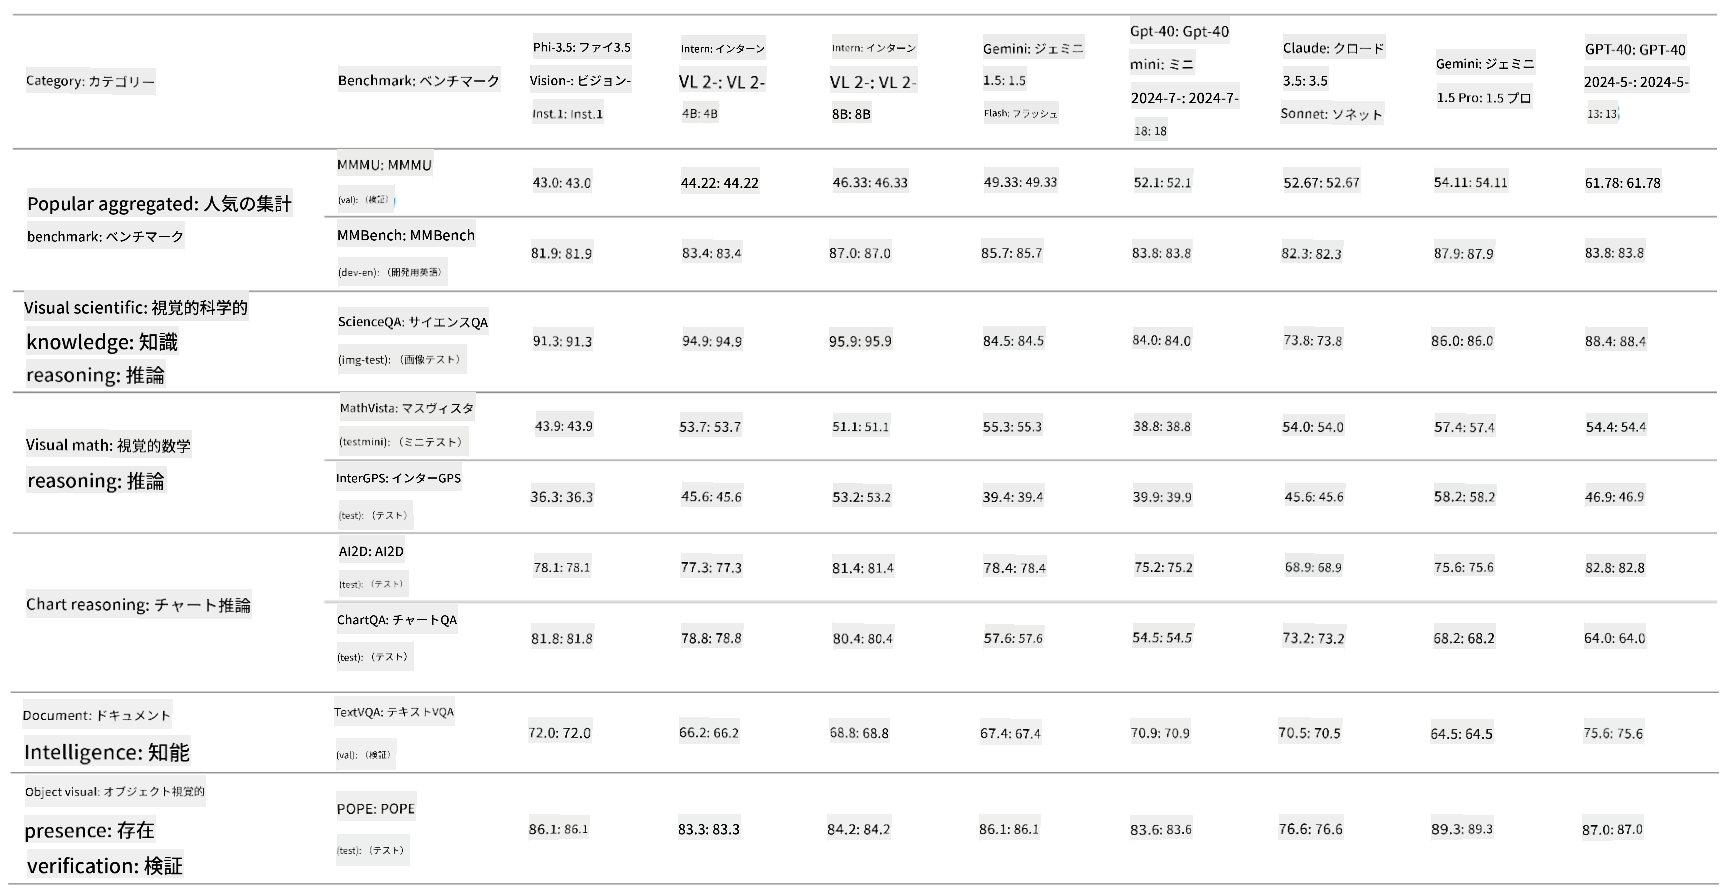 Category: カテゴリー
Benchmark: ベンチマーク
Phi-3.5: ファイ3.5
Vision-: ビジョン-
Inst.1: Inst.1
Intern: インターン
VL 2-: VL 2-
4B: 4B
Intern: インターン
VL 2-: VL 2-
8B: 8B
Gemini: ジェミニ
1.5: 1.5
Flash: フラッシュ
Gpt-40: Gpt-40
mini: ミニ
2024-7-: 2024-7-
18: 18
Claude: クロード
3.5: 3.5
Sonnet: ソネット
Gemini: ジェミニ
1.5 Pro: 1.5 プロ
GPT-40: GPT-40
2024-5-: 2024-5-
13: 13
Popular aggregated: 人気の集計
benchmark: ベンチマーク
MMMU: MMMU
(val): （検証）
43.0: 43.0
44.22: 44.22
46.33: 46.33
49.33: 49.33
52.1: 52.1
52.67: 52.67
54.11: 54.11
61.78: 61.78
MMBench: MMBench
(dev-en): （開発用英語）
81.9: 81.9
83.4: 83.4
87.0: 87.0
85.7: 85.7
83.8: 83.8
82.3: 82.3
87.9: 87.9
83.8: 83.8
Visual scientific: 視覚的科学的
knowledge: 知識
reasoning: 推論
ScienceQA: サイエンスQA
(img-test): （画像テスト）
91.3: 91.3
94.9: 94.9
95.9: 95.9
84.5: 84.5
84.0: 84.0
73.8: 73.8
86.0: 86.0
88.4: 88.4
Visual math: 視覚的数学
reasoning: 推論
MathVista: マスヴィスタ
(testmini): （ミニテスト）
43.9: 43.9
53.7: 53.7
51.1: 51.1
55.3: 55.3
38.8: 38.8
54.0: 54.0
57.4: 57.4
54.4: 54.4
InterGPS: インターGPS
(test): （テスト）
36.3: 36.3
45.6: 45.6
53.2: 53.2
39.4: 39.4
39.9: 39.9
45.6: 45.6
58.2: 58.2
46.9: 46.9
Chart reasoning: チャート推論
AI2D: AI2D
(test): （テスト）
78.1: 78.1
77.3: 77.3
81.4: 81.4
78.4: 78.4
75.2: 75.2
68.9: 68.9
75.6: 75.6
82.8: 82.8
ChartQA: チャートQA
(test): （テスト）
81.8: 81.8
78.8: 78.8
80.4: 80.4
57.6: 57.6
54.5: 54.5
73.2: 73.2
68.2: 68.2
64.0: 64.0
Document: ドキュメント
Intelligence: 知能
TextVQA: テキストVQA
(val): （検証）
72.0: 72.0
66.2: 66.2
68.8: 68.8
67.4: 67.4
70.9: 70.9
70.5: 70.5
64.5: 64.5
75.6: 75.6
Object visual: オブジェクト視覚的
presence: 存在
verification: 検証
POPE: POPE
(test): （テスト）
86.1: 86.1
83.3: 83.3
84.2: 84.2
86.1: 86.1
83.6: 83.6
76.6: 76.6
89.3: 89.3
87.0: 87.0